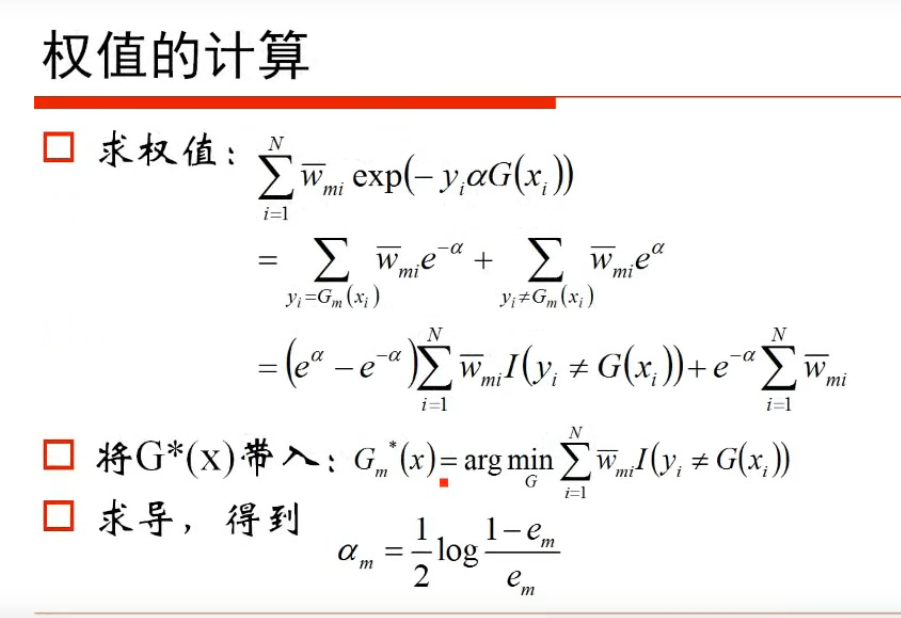 权值的计算
求权值: \sum_{i=1}^{N} \overline{w}_{mi} \exp(-y_i \alpha G(x_i))
= \sum_{y_i = G_m(x_i)} \overline{w}_{mi} e^{-\alpha} + \sum_{y_i \neq G_m(x_i)} \overline{w}_{mi} e^{\alpha}
= (e^{\alpha} - e^{-\alpha}) \sum_{i=1}^{N} \overline{w}_{mi} I(y_i \neq G(x_i)) + e^{-\alpha} \sum_{i=1}^{N} \overline{w}_{mi}
将G*(x)带入: G_m^*(x) = \arg\min_{G} \sum_{i=1}^{N} \overline{w}_{mi} I(y_i \neq G(x_i))
求导，得到
\alpha_m = \frac{1}{2} \log \frac{1-e_m}{e_m}